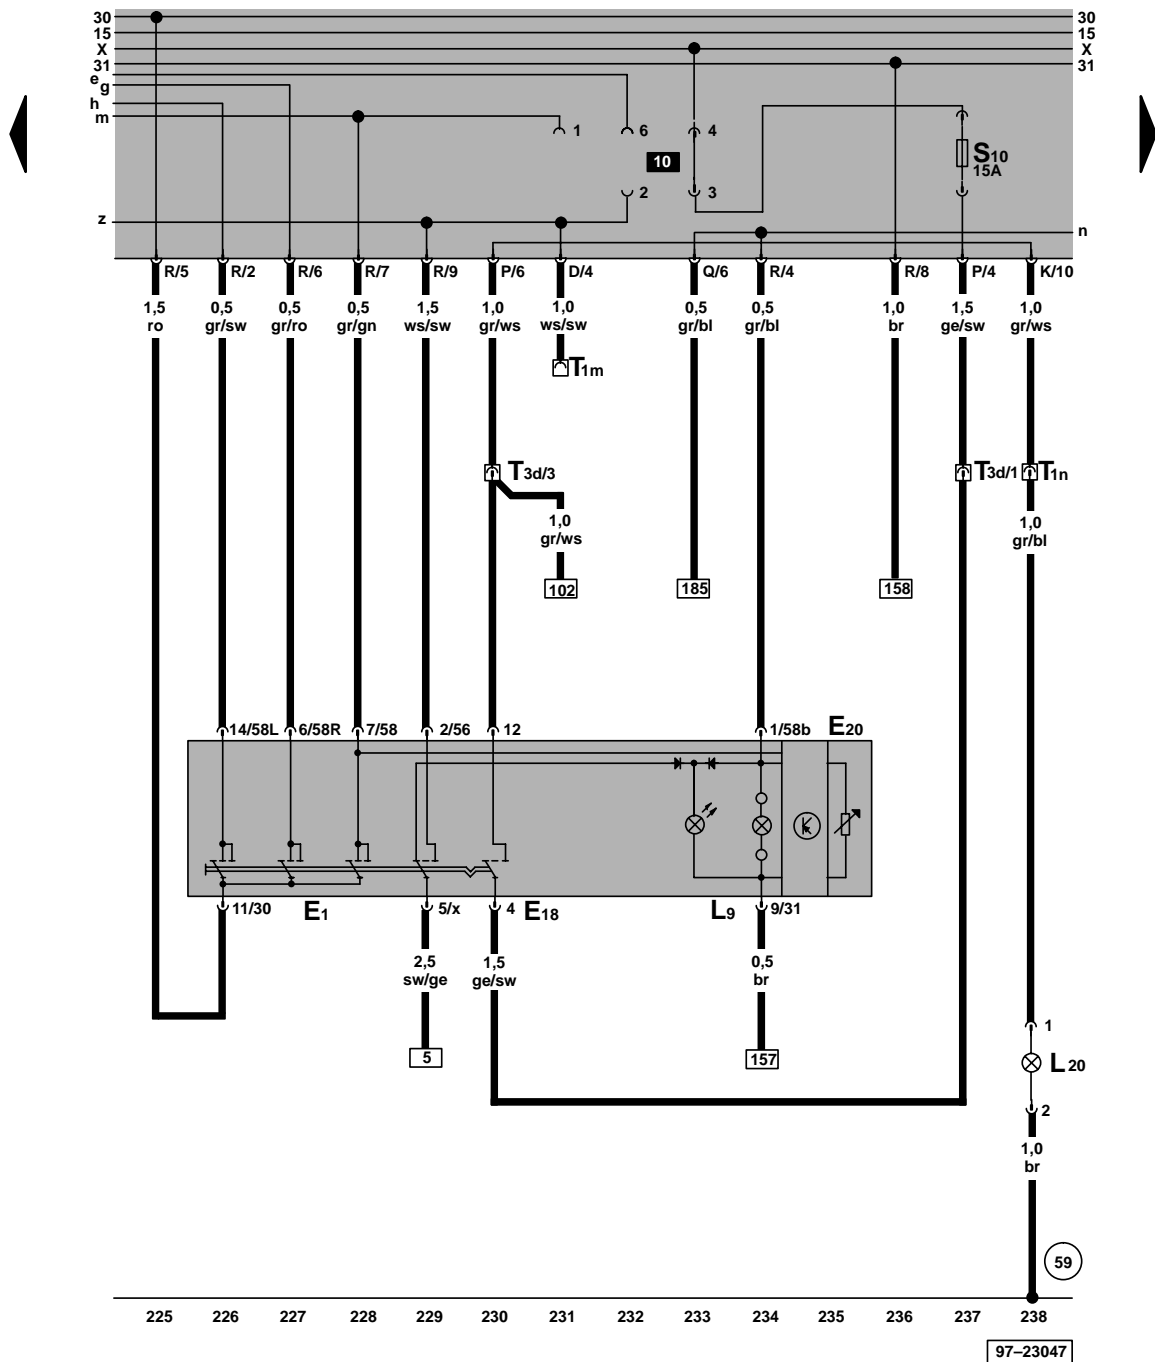 30 30
15 15
X X
31 31
e
g
h
m
1 6 4
10
S10
15A
2 3
z
n
R/5 R/2 R/6 R/7 R/9 P/6 D/4 Q/6 R/4 R/8 P/4 K/10
1,5 0,5 0,5 0,5 1,5 1,0 1,0 0,5 0,5 1,0 1,5 1,0
ro gr/sw gr/ro gr/gn ws/sw gr/ws ws/sw gr/bl gr/bl br ge/sw gr/ws
T1m
T3d/3 T3d/1 T1n
1,0 1,0
gr/ws gr/bl
102 185 158
14/58L 6/58R 7/58 2/56 12 1/58b E20
11/30 E1 5/x 4 E18 L9 9/31
2,5 1,5 0,5
sw/ge ge/sw br
5 157
1
L20
2
1,0
br
59
225 226 227 228 229 230 231 232 233 234 235 236 237 238
97–23047